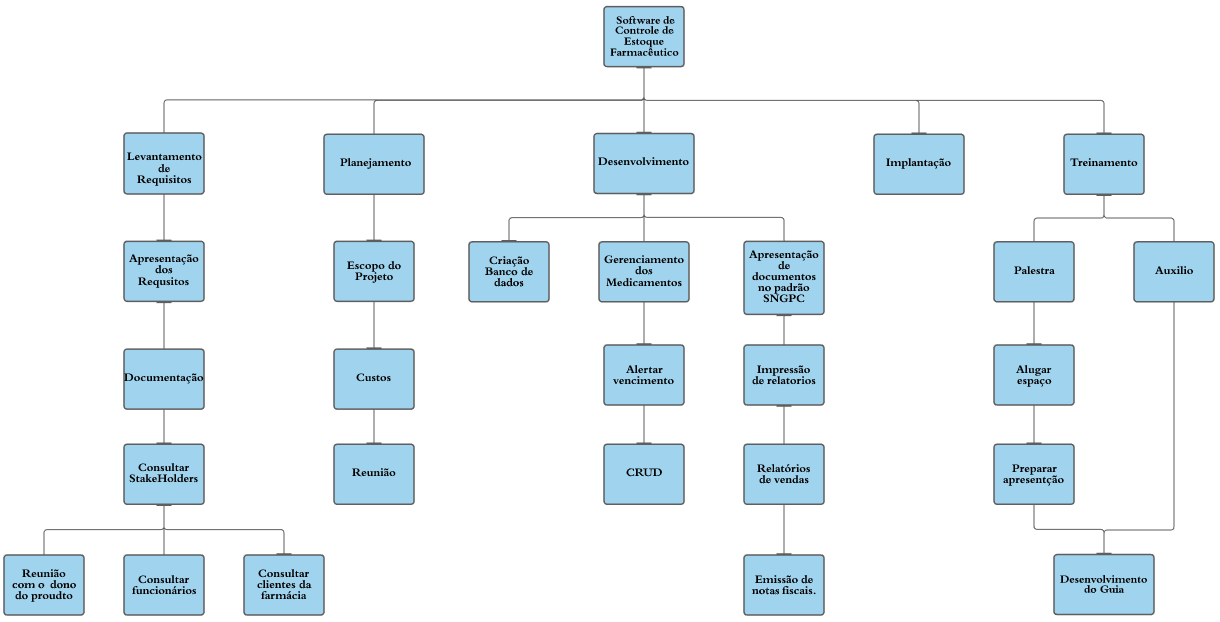 Software de
Controle de
Estoque
Farmacêutico
Levantamento
de
Requisitos
Planejamento
Desenvolvimento
Implantação
Treinamento
Apresentação
dos
Requsitos
Escopo do
Projeto
Criação
Banco de
dados
Gerenciamento
dos
Medicamentos
Apresentação
de
documentos
no padrão
SNGPC
Palestra
Auxilio
Documentação
Custos
Alertar
vencimento
Impressão
de relatorios
Alugar
espaço
Consultar
StakeHolders
Reunião
CRUD
Relatórios
de vendas
Preparar
apresentção
Reunião
com o dono
do proudto
Consultar
funcionários
Consultar
clientes da
farmácia
Emissão de
notas fiscais.
Desenvolvimento
do Guia